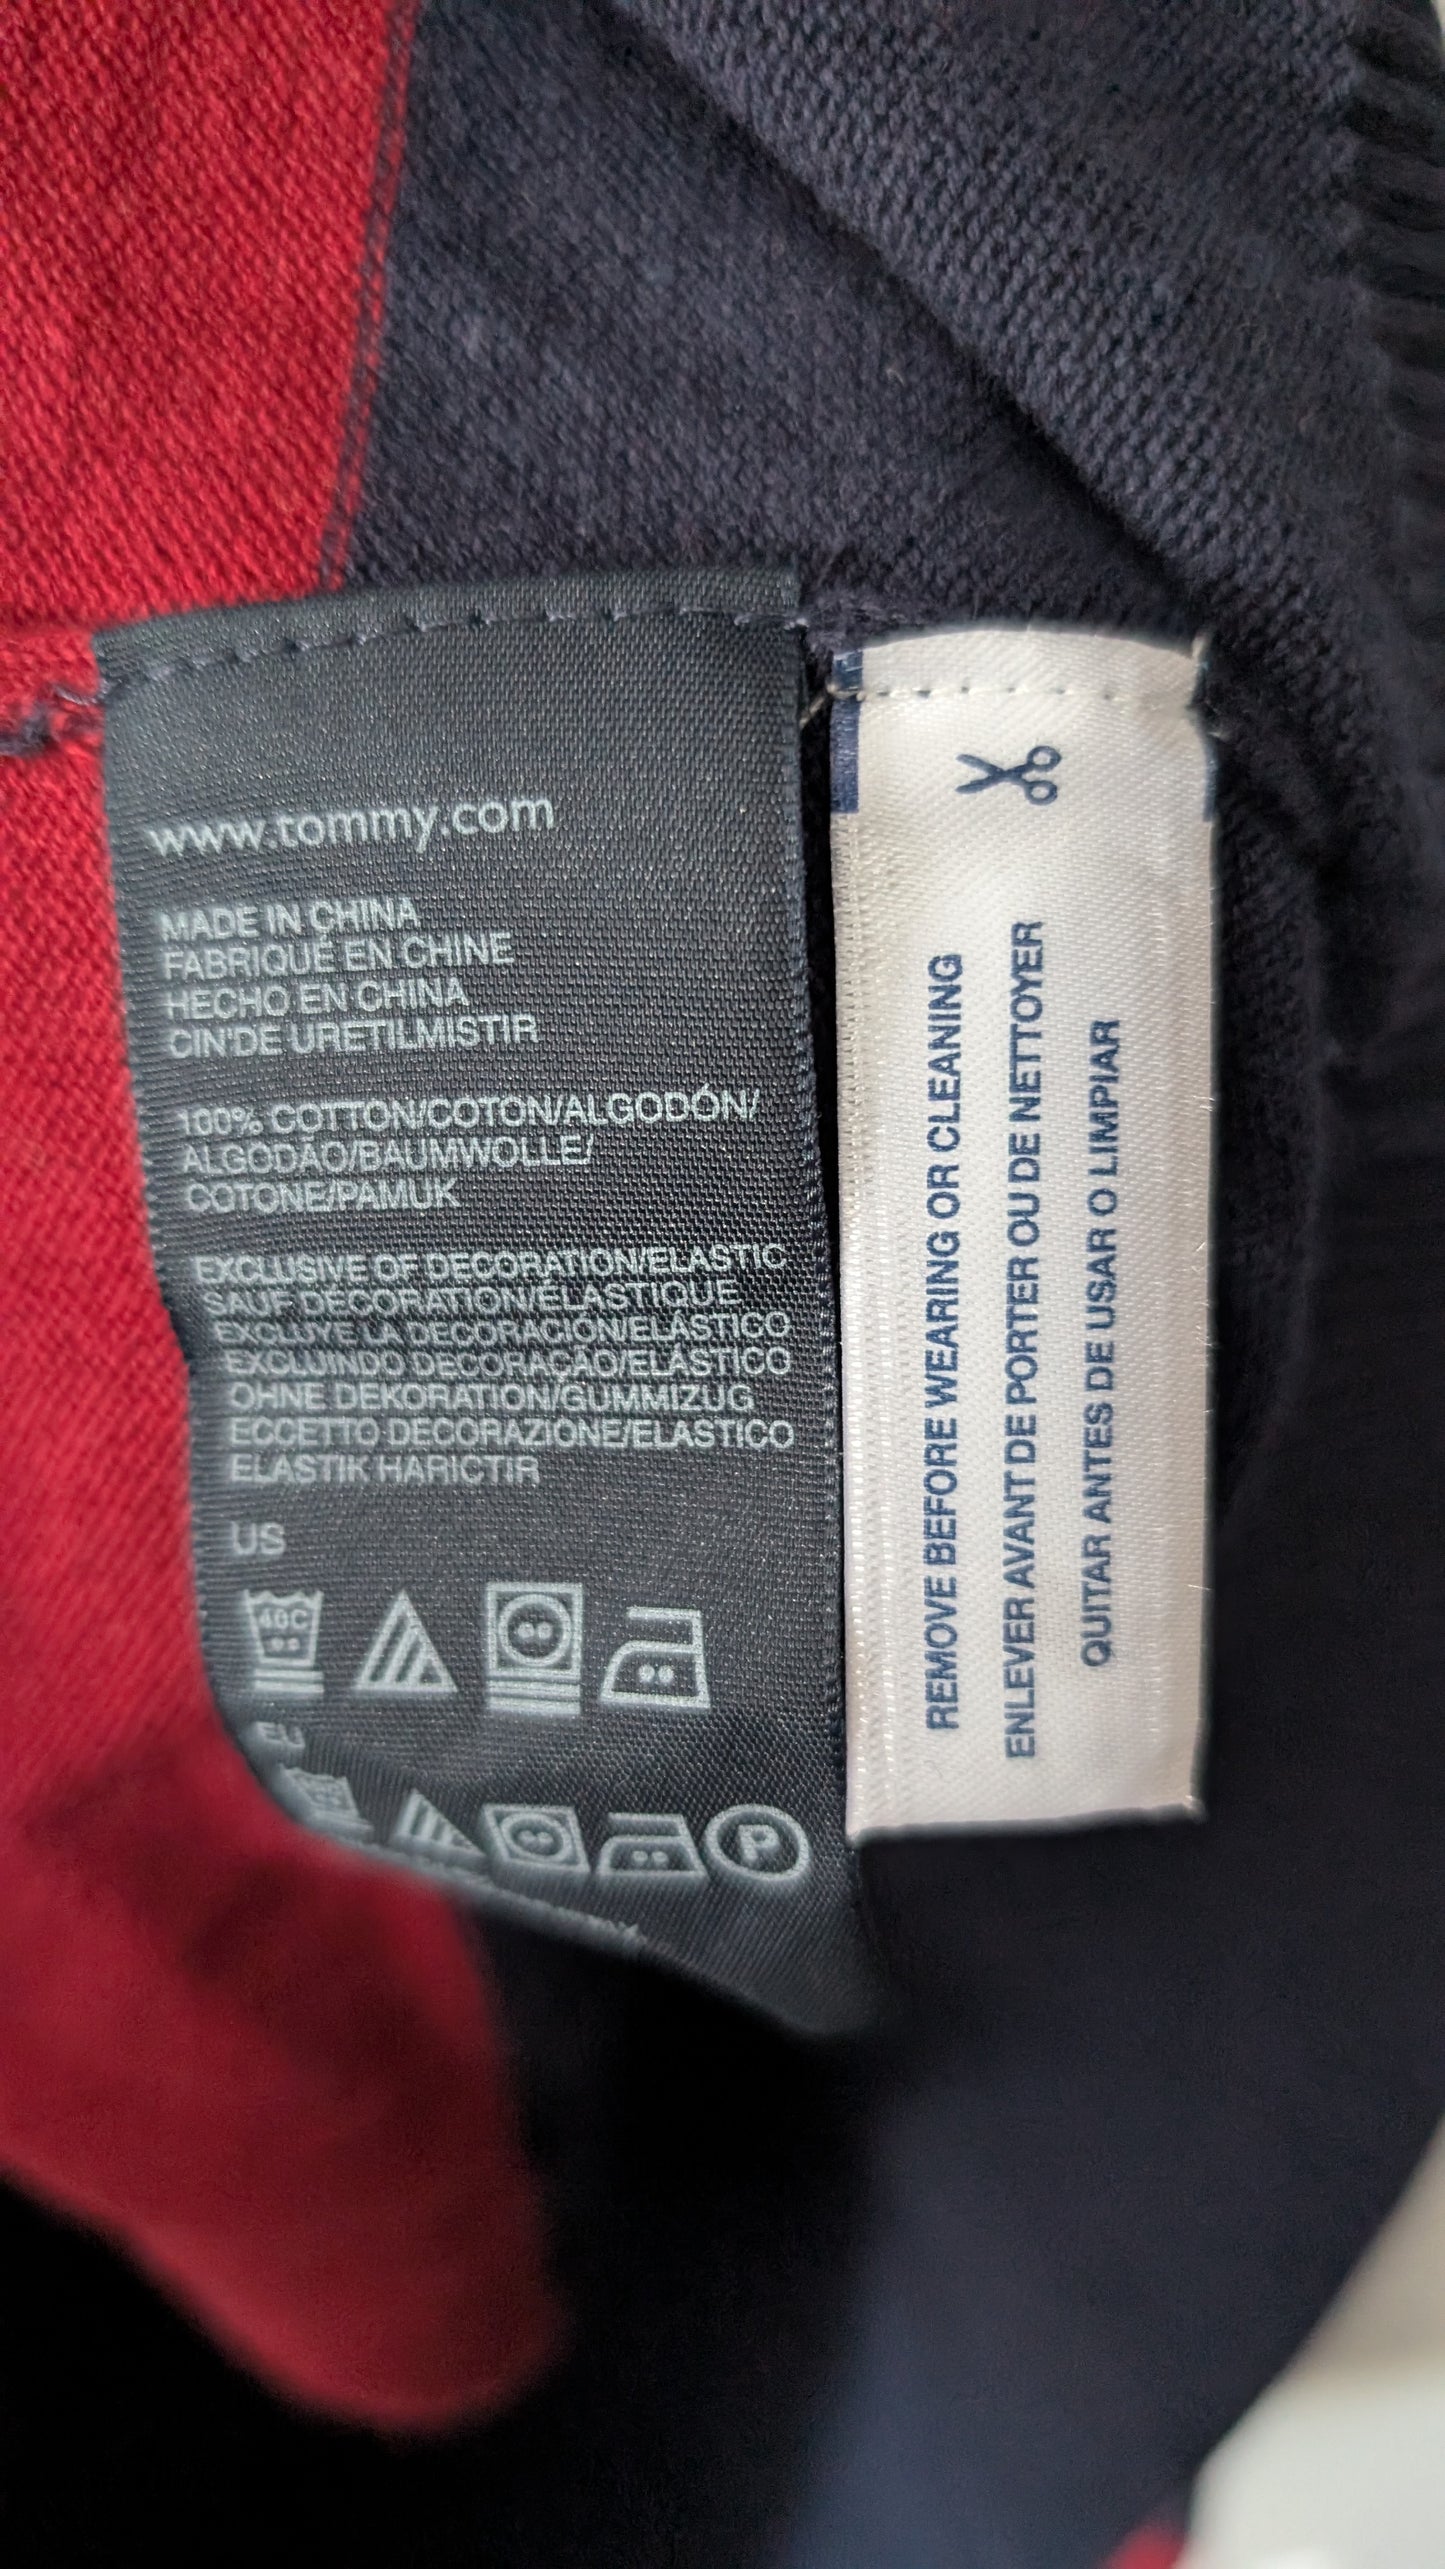 www.tommy.com
MADE IN CHINA
FABRIQUÉ EN CHINE
HECHO EN CHINA
CIN'DE URETILMISTIR
100% COTTON/COTON/ALGODÓN/
ALGODÃO/BAUMWOLLE/
COTONE/PAMUK
EXCLUSIVE OF DECORATION/ELASTIC
SAUF DÉCORATION/ÉLASTIQUE
EXCLUYE LA DECORACIÓN/ELÁSTICO
EXCLUINDO DECORAÇÃO/ELÁSTICO
OHNE DEKORATION/GUMMIZUG
ECCETTO DECORAZIONE/ELASTICO
ELASTIK HARICTIR
US
40C
EU
P
REMOVE BEFORE WEARING OR CLEANING
ENLEVER AVANT DE PORTER OU DE NETTOYER
QUITAR ANTES DE USAR O LIMPIAR